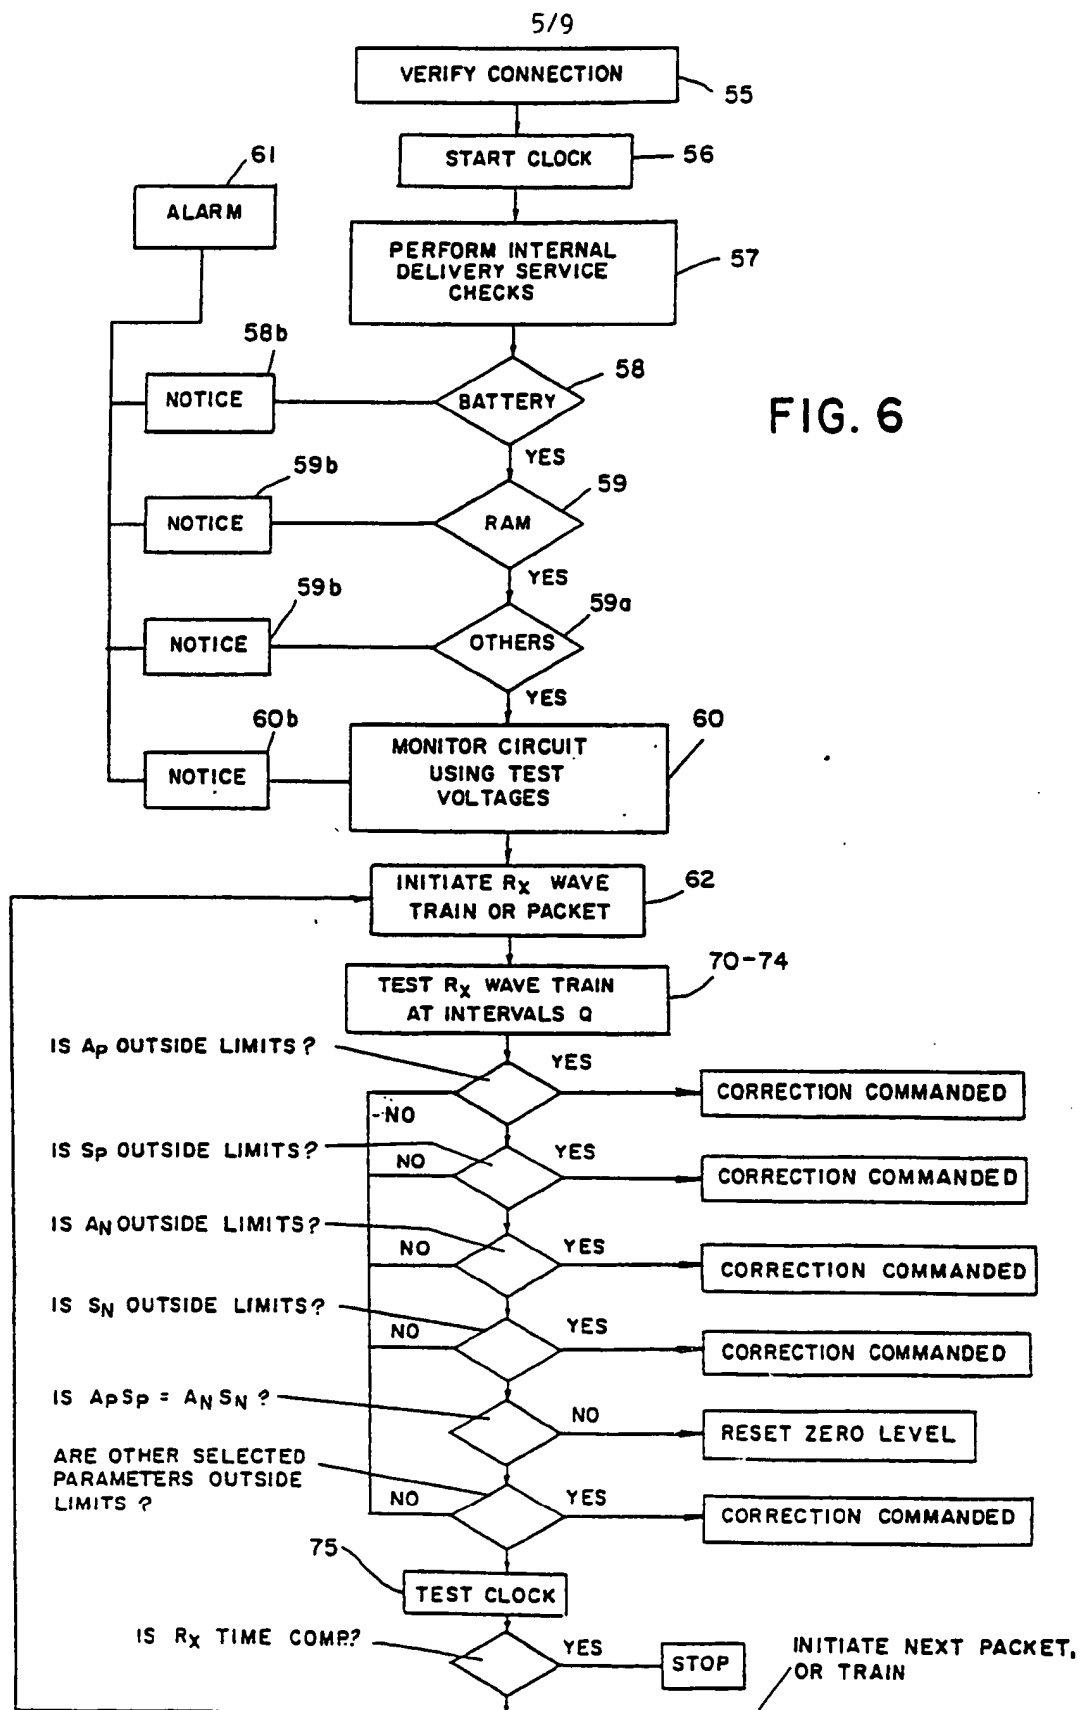 5/9
VERIFY CONNECTION
55
START CLOCK
56
61
ALARM
PERFORM INTERNAL
DELIVERY SERVICE
CHECKS
57
58b
NOTICE
BATTERY
58
FIG. 6
YES
59b
NOTICE
RAM
59
YES
59b
NOTICE
OTHERS
59a
YES
60b
NOTICE
MONITOR CIRCUIT
USING TEST
VOLTAGES
60
INITIATE RX WAVE
TRAIN OR PACKET
62
TEST RX WAVE TRAIN
AT INTERVALS Q
70-74
IS AP OUTSIDE LIMITS?
YES
CORRECTION COMMANDED
NO
IS SP OUTSIDE LIMITS?
NO
YES
CORRECTION COMMANDED
IS AN OUTSIDE LIMITS?
NO
YES
CORRECTION COMMANDED
IS SN OUTSIDE LIMITS?
NO
YES
CORRECTION COMMANDED
IS APSP = AN SN ?
NO
RESET ZERO LEVEL
ARE OTHER SELECTED
PARAMETERS OUTSIDE
LIMITS ?
NO
YES
CORRECTION COMMANDED
75
TEST CLOCK
IS RX TIME COMP.?
YES
STOP
INITIATE NEXT PACKET,
OR TRAIN